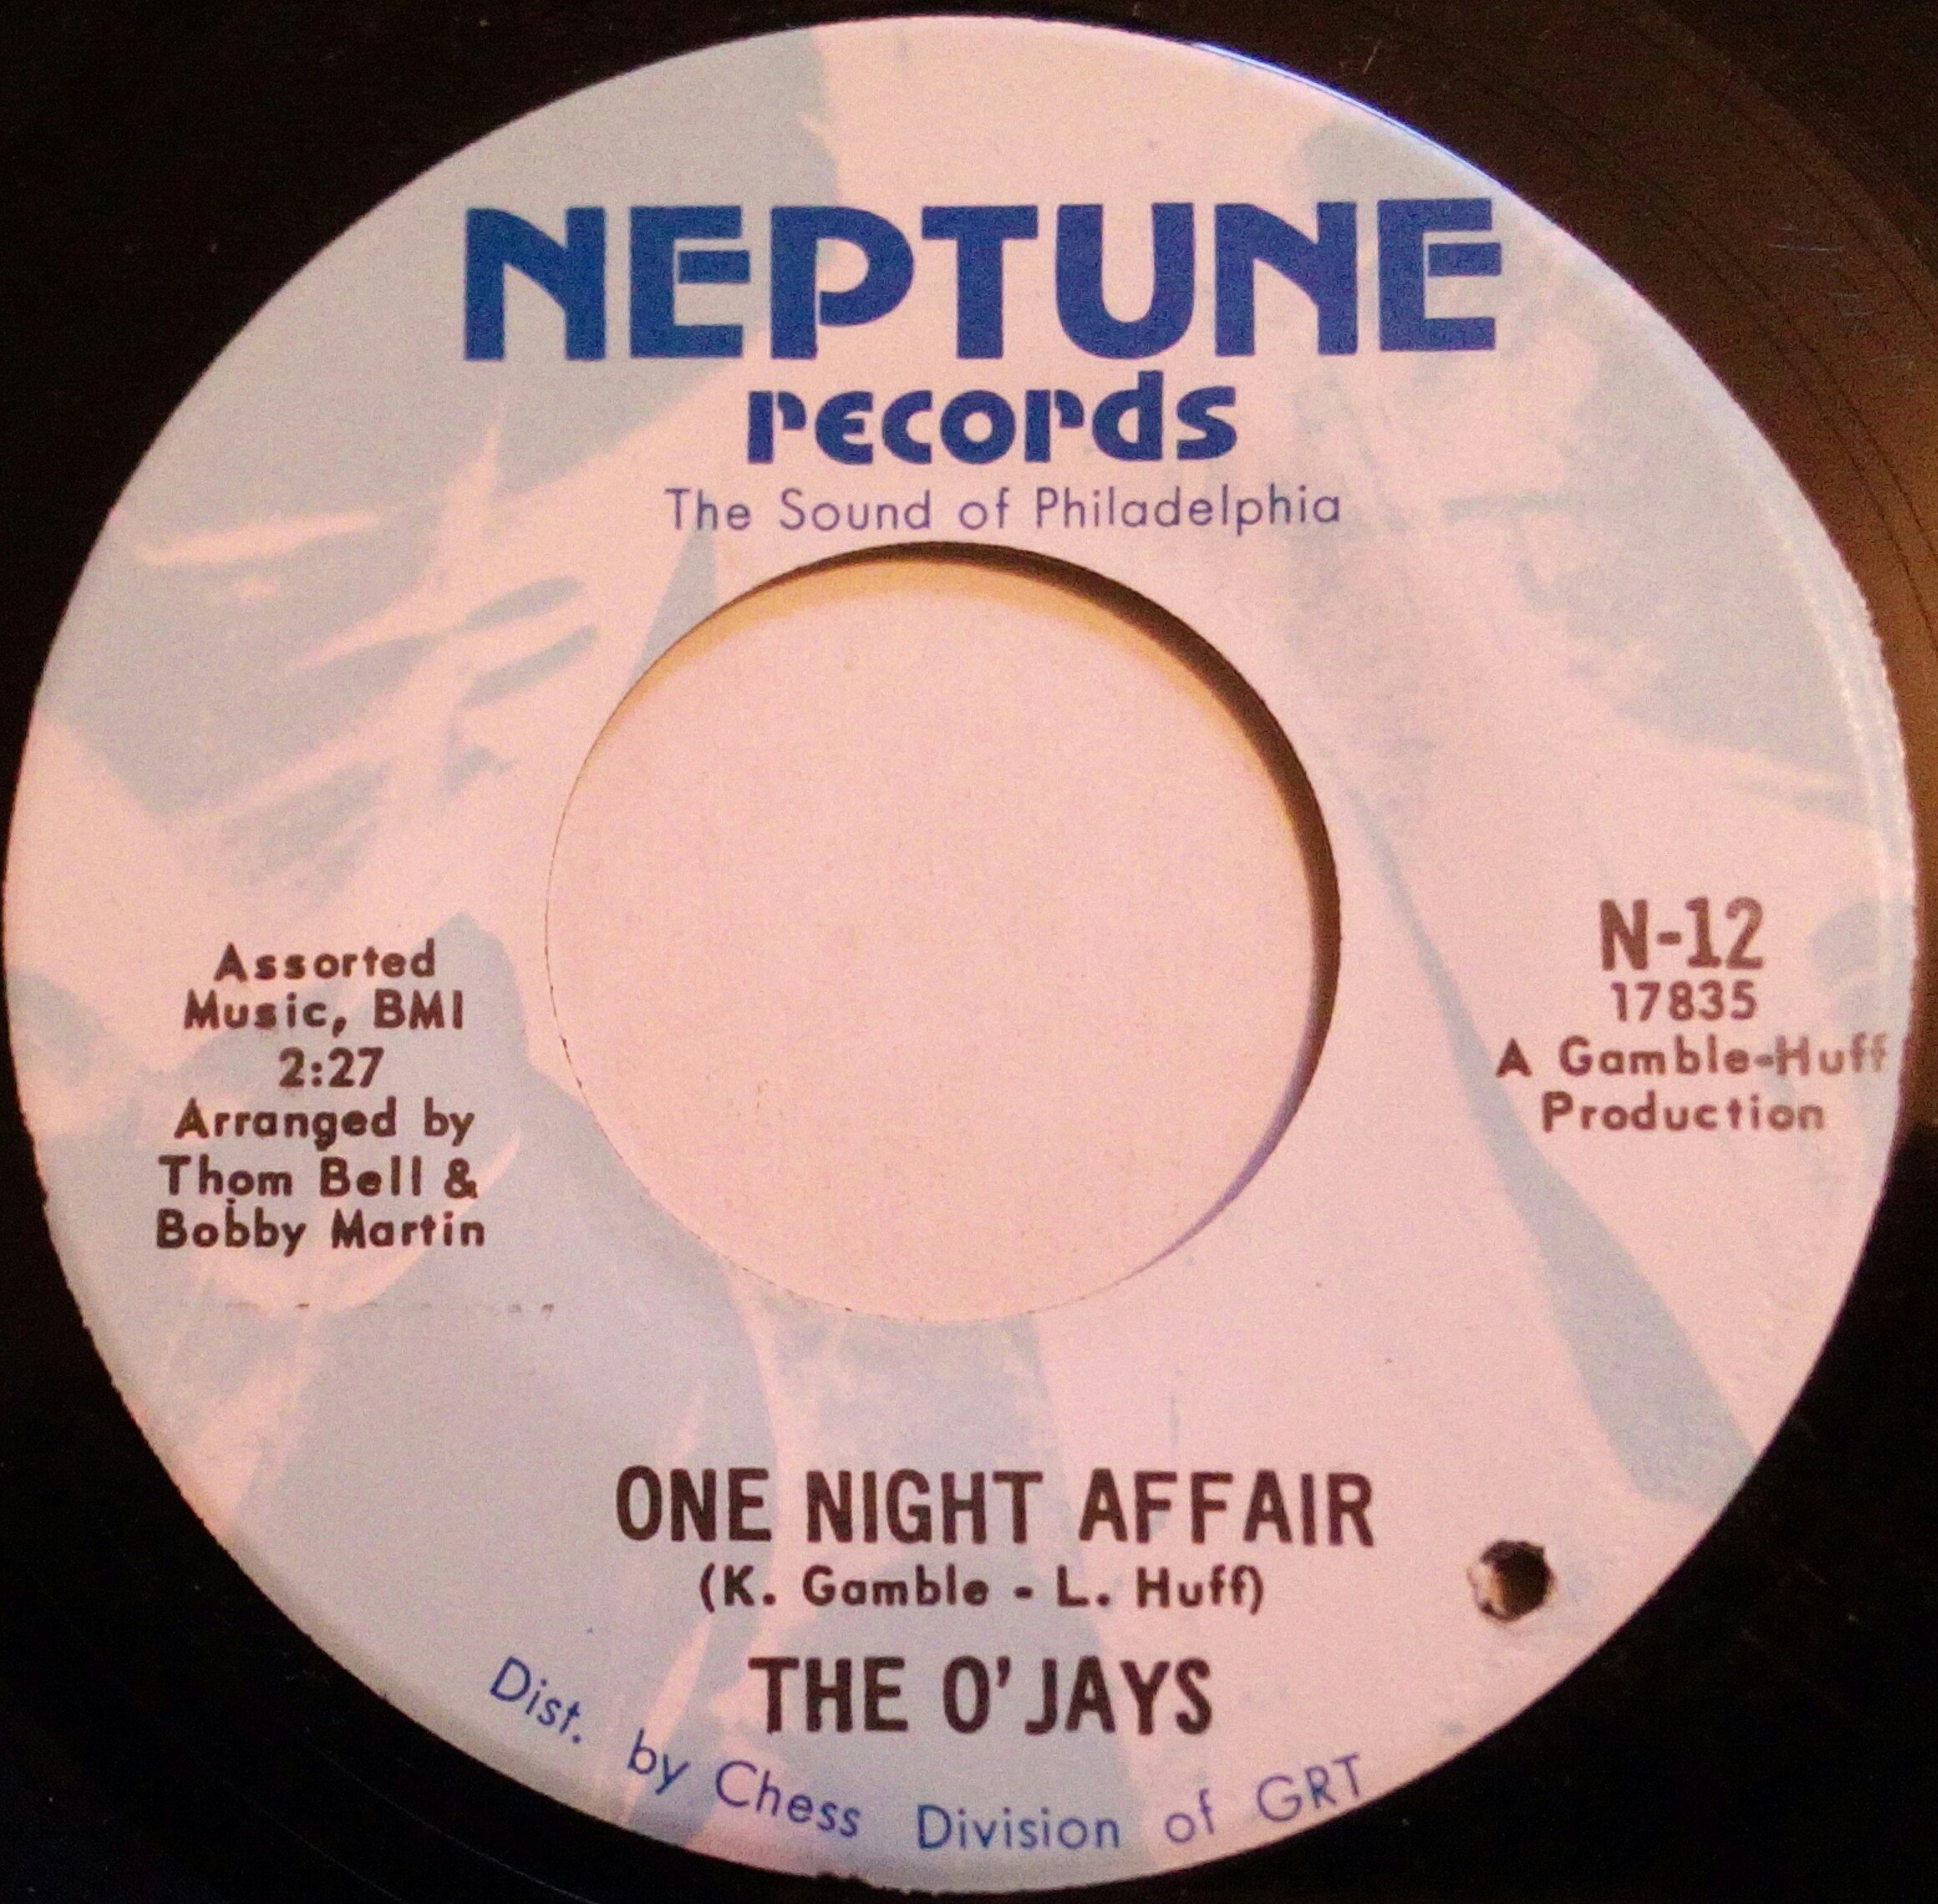 NEPTUNE
records
The Sound of Philadelphia
Assorted
Music, BMI
2:27
Arranged by
Thom Bell &
Bobby Martin
N-12
17835
A Gamble-Huff
Production
ONE NIGHT AFFAIR
(K. Gamble - L. Huff)
THE O'JAYS
Dist. by Chess Division of GRT